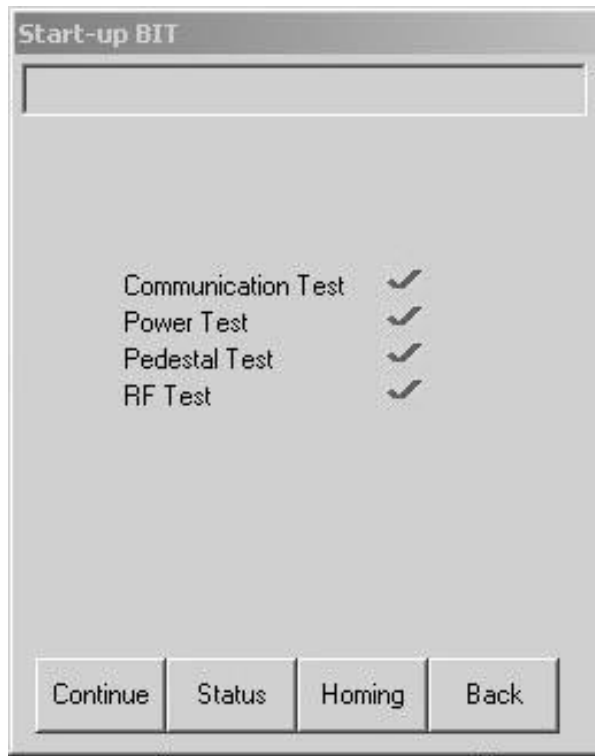 Start-up BIT
Communication Test
Power Test
Pedestal Test
RF Test
Continue Status Homing Back